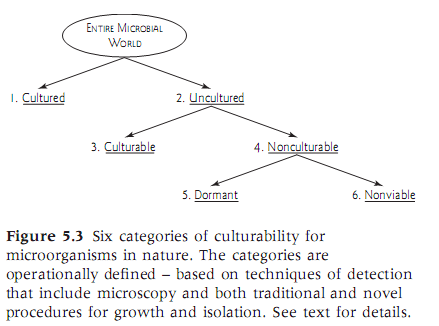 ENTIRE MICROBIAL
WORLD
1. Cultured
2. Uncultured
3. Culturable
4. Nonculturable
5. Dormant
6. Nonviable
Figure 5.3 Six categories of culturability for
microorganisms in nature. The categories are
operationally defined – based on techniques of detection
that include microscopy and both traditional and novel
procedures for growth and isolation. See text for details.